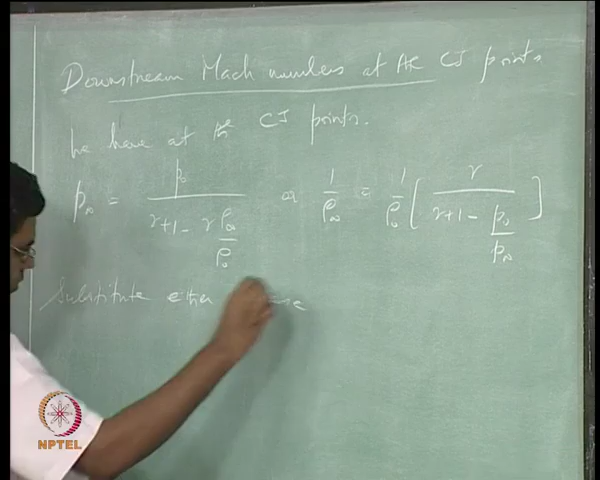 Downstream Mach numbers at the CJ points.
We have at the CJ points.
p∞ = p₀ / (γ+1 - γ ρ∞/ρ₀) or 1/ρ∞ = 1/ρ₀ [ γ / (γ+1 - p₀/p∞) ]
Substitute either
NPTEL